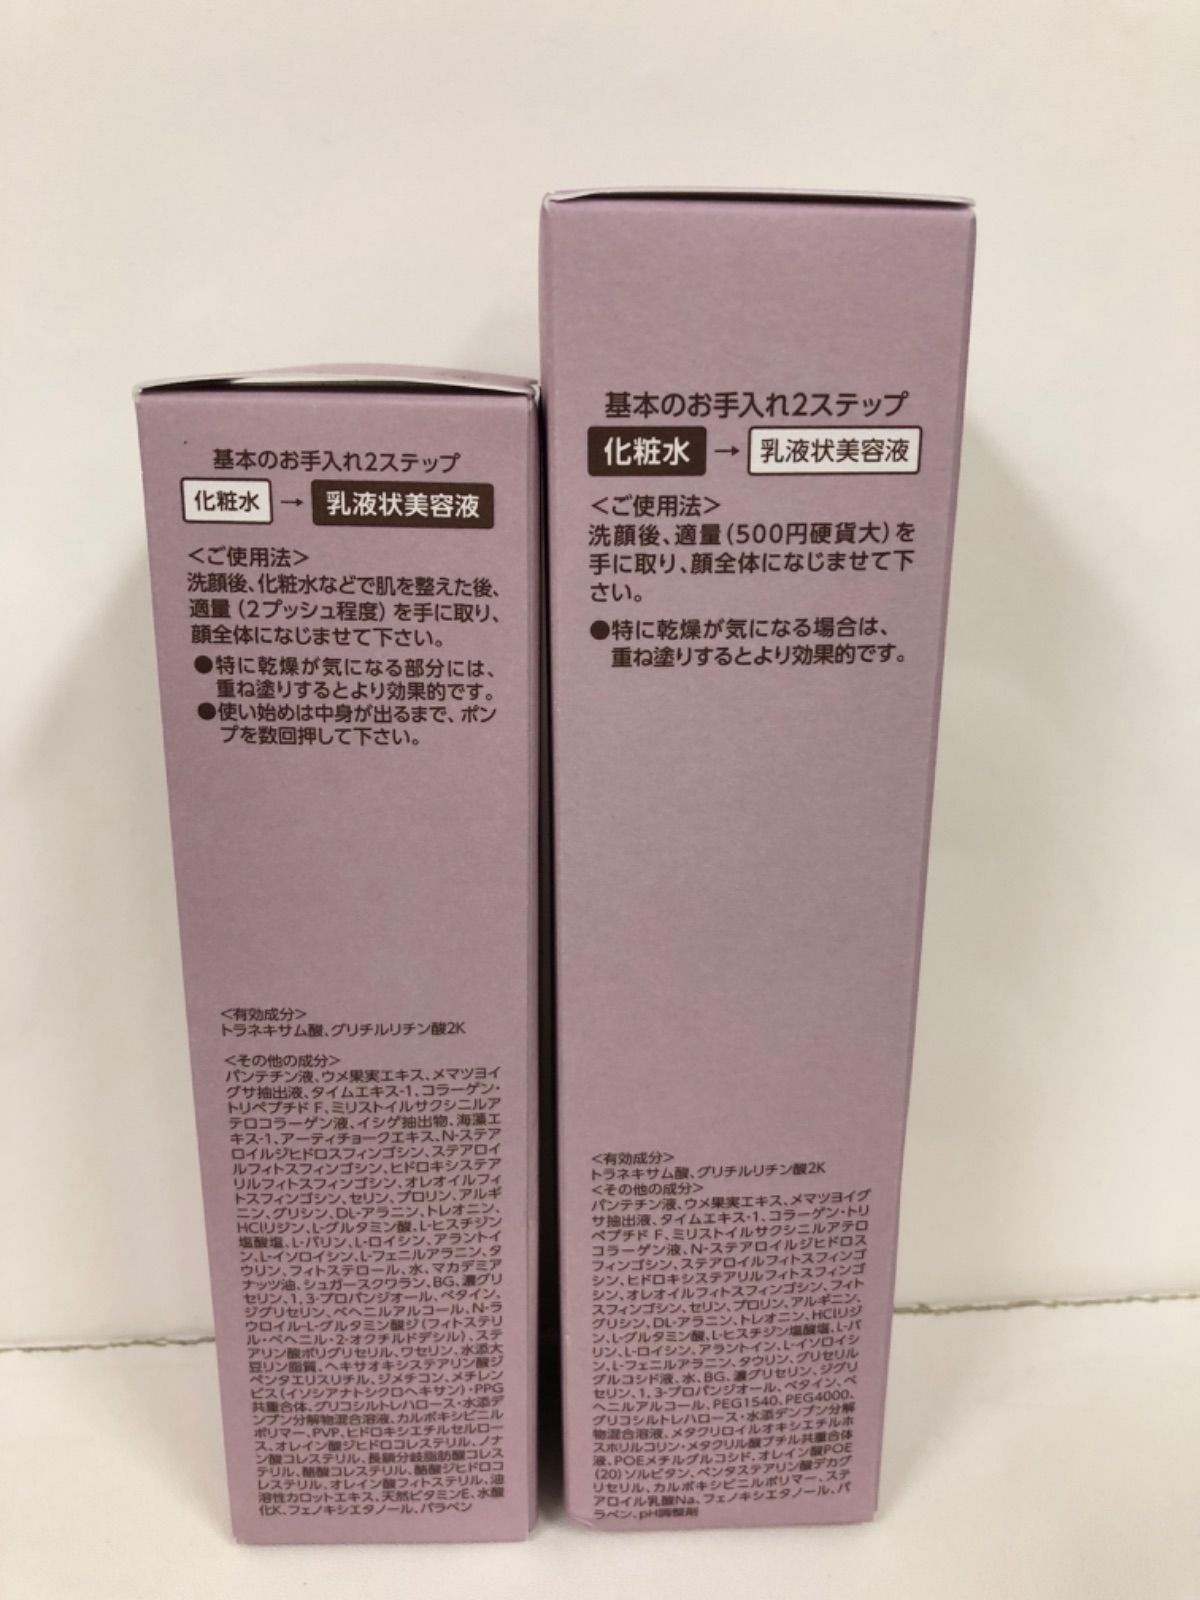 基本のお手入れ2ステップ
化粧水 → 乳液状美容液
＜ご使用法＞
洗顔後、化粧水などで肌を整えた後、
適量（2プッシュ程度）を手に取り、
顔全体になじませて下さい。
●特に乾燥が気になる部分には、
重ね塗りするとより効果的です。
●使い始めは中身が出るまで、ポン
プを数回押して下さい。
＜有効成分＞
トラネキサム酸、グリチルリチン酸2K
＜その他の成分＞
パンテチン液、ウメ果実エキス、メマツヨイ
グサ抽出液、タイムエキス-1、コラーゲン・
トリペプチド F、ミリストイルサクシニルア
テロコラーゲン液、イシゲ抽出物、海藻エ
キス-1、アーティチョークエキス、N-ステア
ロイルジヒドロスフィンゴシン、ステアロイ
ルフィトスフィンゴシン、ヒドロキシステア
リルフィトスフィンゴシン、オレオイルフィ
トスフィンゴシン、セリン、プロリン、アルギ
ニン、グリシン、DL-アラニン、トレオニン、
HClリジン、L-グルタミン酸、L-ヒスチジン
塩酸塩、L-バリン、L-ロイシン、アラントイ
ン、L-イソロイシン、L-フェニルアラニン、タ
ウリン、フィトステロール、水、マカデミア
ナッツ油、シュガースクワラン、BG、濃グリ
セリン、1,3-プロパンジオール、ベタイン、
ジグリセリン、ベヘニルアルコール、N-ラ
ウロイル-L-グルタミン酸ジ（フィトステリ
ル・ベヘニル・2-オクチルドデシル）、ステ
アリン酸ポリグリセリル、ワセリン、水添大
豆リン脂質、ヘキサオキシステアリン酸ジ
ペンタエリスリチル、ジメチコン、メチレン
ビス（イソシアナトシクロヘキサン）・PPG
共重合体、グリコシルトレハロース・水添デ
ンプン分解物混合溶液、カルボキシビニル
ポリマー、PVP、ヒドロキシエチルセルロー
ス、オレイン酸ジヒドロコレステリル、ノナ
ン酸コレステリル、長鎖分岐脂肪酸コレス
テリル、酪酸コレステリル、酪酸ジヒドロコ
レステリル、オレイン酸フィトステリル、油
溶性カロットエキス、天然ビタミンE、水酸
化K、フェノキシエタノール、パラベン
基本のお手入れ2ステップ
化粧水 → 乳液状美容液
＜ご使用法＞
洗顔後、適量（500円硬貨大）を
手に取り、顔全体になじませて下
さい。
●特に乾燥が気になる場合は、
重ね塗りするとより効果的です。
＜有効成分＞
トラネキサム酸、グリチルリチン酸2K
＜その他の成分＞
パンテチン液、ウメ果実エキス、メマツヨイグ
サ抽出液、タイムエキス-1、コラーゲン・トリ
ペプチド F、ミリストイルサクシニルアテロ
コラーゲン液、N-ステアロイルジヒドロス
フィンゴシン、ステアロイルフィトスフィンゴ
シン、ヒドロキシステアリルフィトスフィンゴ
シン、オレオイルフィトスフィンゴシン、フィト
スフィンゴシン、セリン、プロリン、アルギニン、
グリシン、DL-アラニン、トレオニン、HClリジ
ン、L-グルタミン酸、L-ヒスチジン塩酸塩、L-バ
リン、L-ロイシン、アラントイン、L-イソロイシ
ン、L-フェニルアラニン、タウリン、グリセリル
グルコシド液、水、BG、濃グリセリン、ジグリ
セリン、1,3-プロパンジオール、ベタイン、ベ
ヘニルアルコール、PEG1540、PEG4000、
グリコシルトレハロース・水添デンプン分解
物混合溶液、メタクリロイルオキシエチルホ
スホリルコリン・メタクリル酸ブチル共重合体
液、POEメチルグルコシド、オレイン酸POE
（20）ソルビタン、ペンタステアリン酸デカグ
リセリル、カルボキシビニルポリマー、ステ
アロイル乳酸Na、フェノキシエタノール、パ
ラベン、pH調整剤